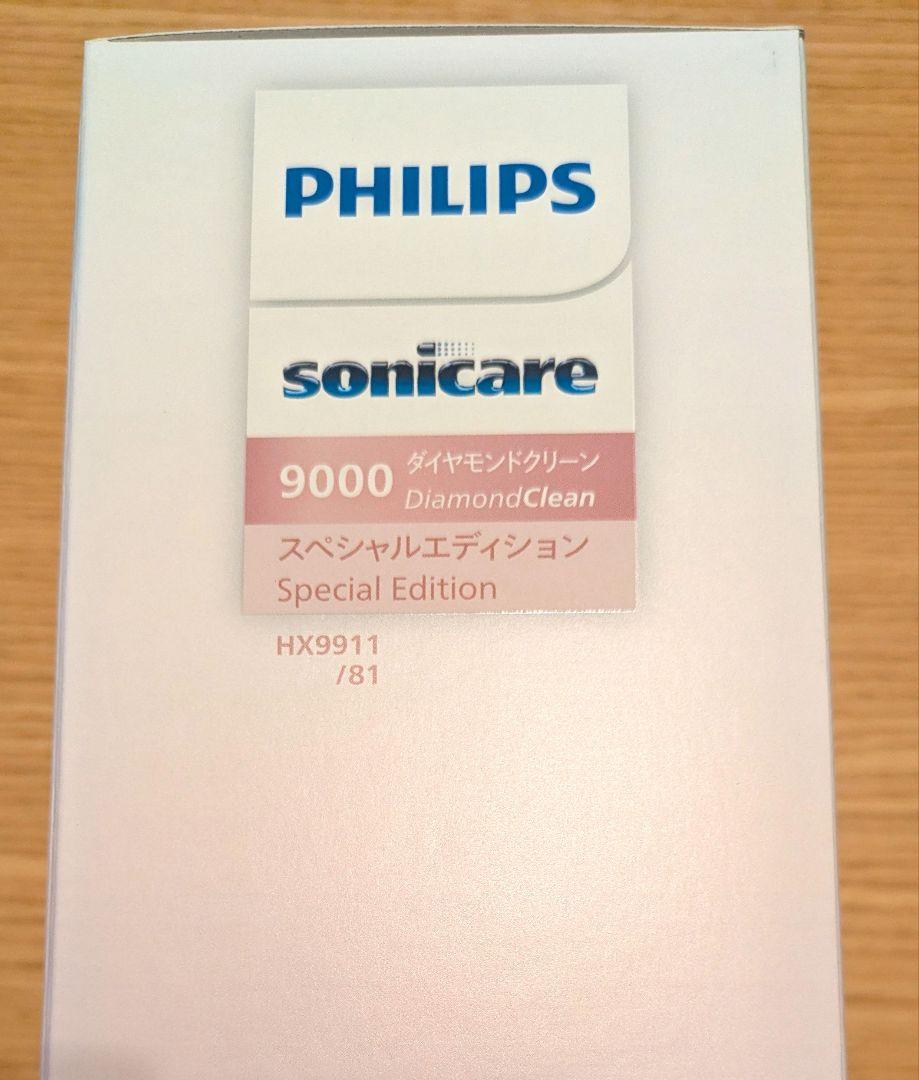 PHILIPS
sonicare
9000 ダイヤモンドクリーン
DiamondClean
スペシャルエディション
Special Edition
HX9911
/81